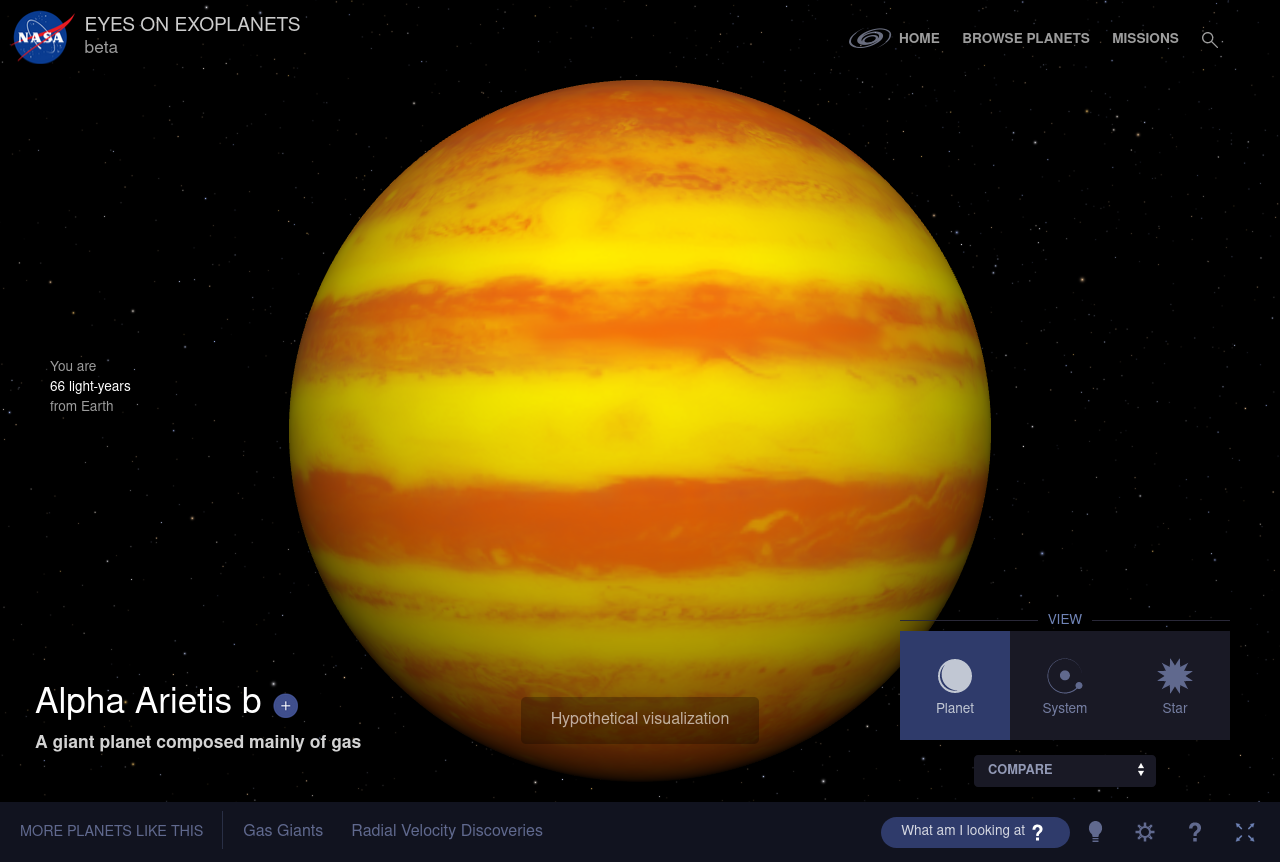 NASA
EYES ON EXOPLANETS
beta
HOME
BROWSE PLANETS
MISSIONS
You are
66 light-years
from Earth
VIEW
Planet
System
Star
Alpha Arietis b +
A giant planet composed mainly of gas
Hypothetical visualization
COMPARE
MORE PLANETS LIKE THIS
Gas Giants
Radial Velocity Discoveries
What am I looking at ?
?